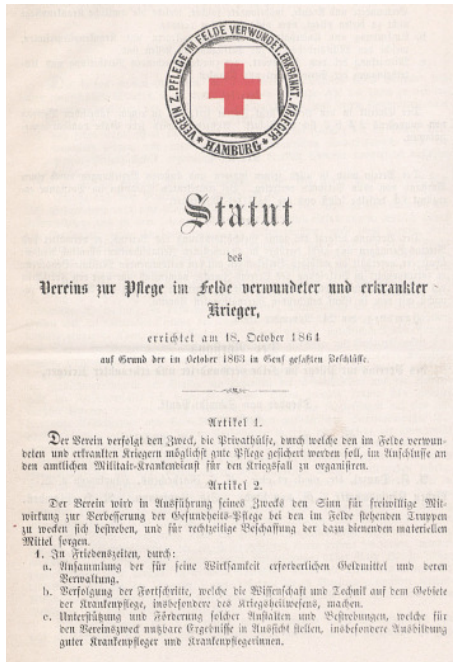 VEREIN Z. PFLEGE IM FELDE VERWUNDET. ERKRANKT. KRIEGER.
* HAMBURG *
Statut
des
Vereins zur Pflege im Felde verwundeter und erkrankter
Krieger,
errichtet am 18. October 1864
auf Grund der im October 1863 in Genf gefaßten Beschlüsse.
Artikel 1.
Der Verein verfolgt den Zweck, die Privathülfe, durch welche den im Felde verwun-
deten und erkrankten Kriegern möglichst gute Pflege gesichert werden soll, im Anschlusse an
den amtlichen Militair-Krankendienst für den Kriegsfall zu organisiren.
Artikel 2.
Der Verein wird in Ausführung seines Zwecks den Sinn für freiwillige Mit-
wirkung zur Verbesserung der Gesundheits-Pflege bei den im Felde stehenden Truppen
zu wecken sich bestreben, und für rechtzeitige Beschaffung der dazu dienenden materiellen
Mittel sorgen.
1. In Friedenszeiten, durch:
a. Ansammlung der für seine Wirksamkeit erforderlichen Geldmittel und deren
Verwaltung.
b. Verfolgung der Fortschritte, welche die Wissenschaft und Technik auf dem Gebiete
der Krankenpflege, insbesondere des Kriegsheilwesens, machen.
c. Unterstützung und Förderung solcher Anstalten und Bestrebungen, welche für
den Vereinszweck nutzbare Ergebnisse in Aussicht stellen, insbesondere Ausbildung
guter Krankenpfleger und Krankenpflegerinnen.